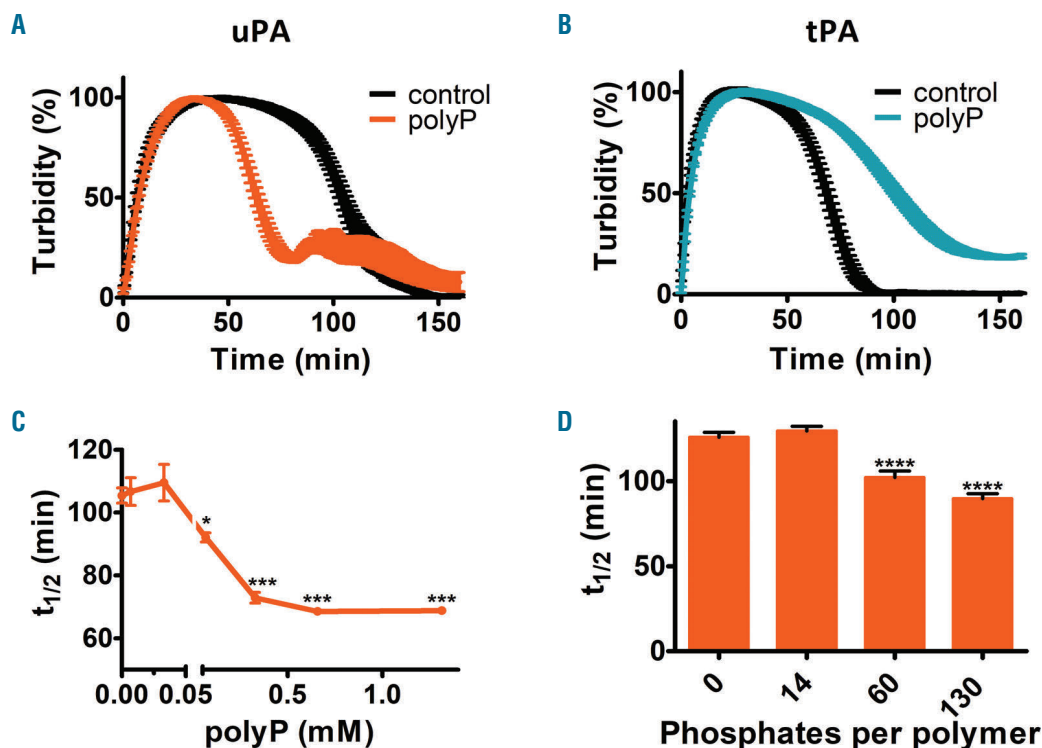 A
uPA
control
polyP
Turbidity (%)
100
50
0
0 50 100 150
Time (min)
B
tPA
control
polyP
Turbidity (%)
100
50
0
0 50 100 150
Time (min)
C
t1/2 (min)
120
100
80
60
*
***
***
***
0.00 0.05 0.5 1.0
polyP (mM)
D
t1/2 (min)
100
50
0
****
****
0 14 60 130
Phosphates per polymer